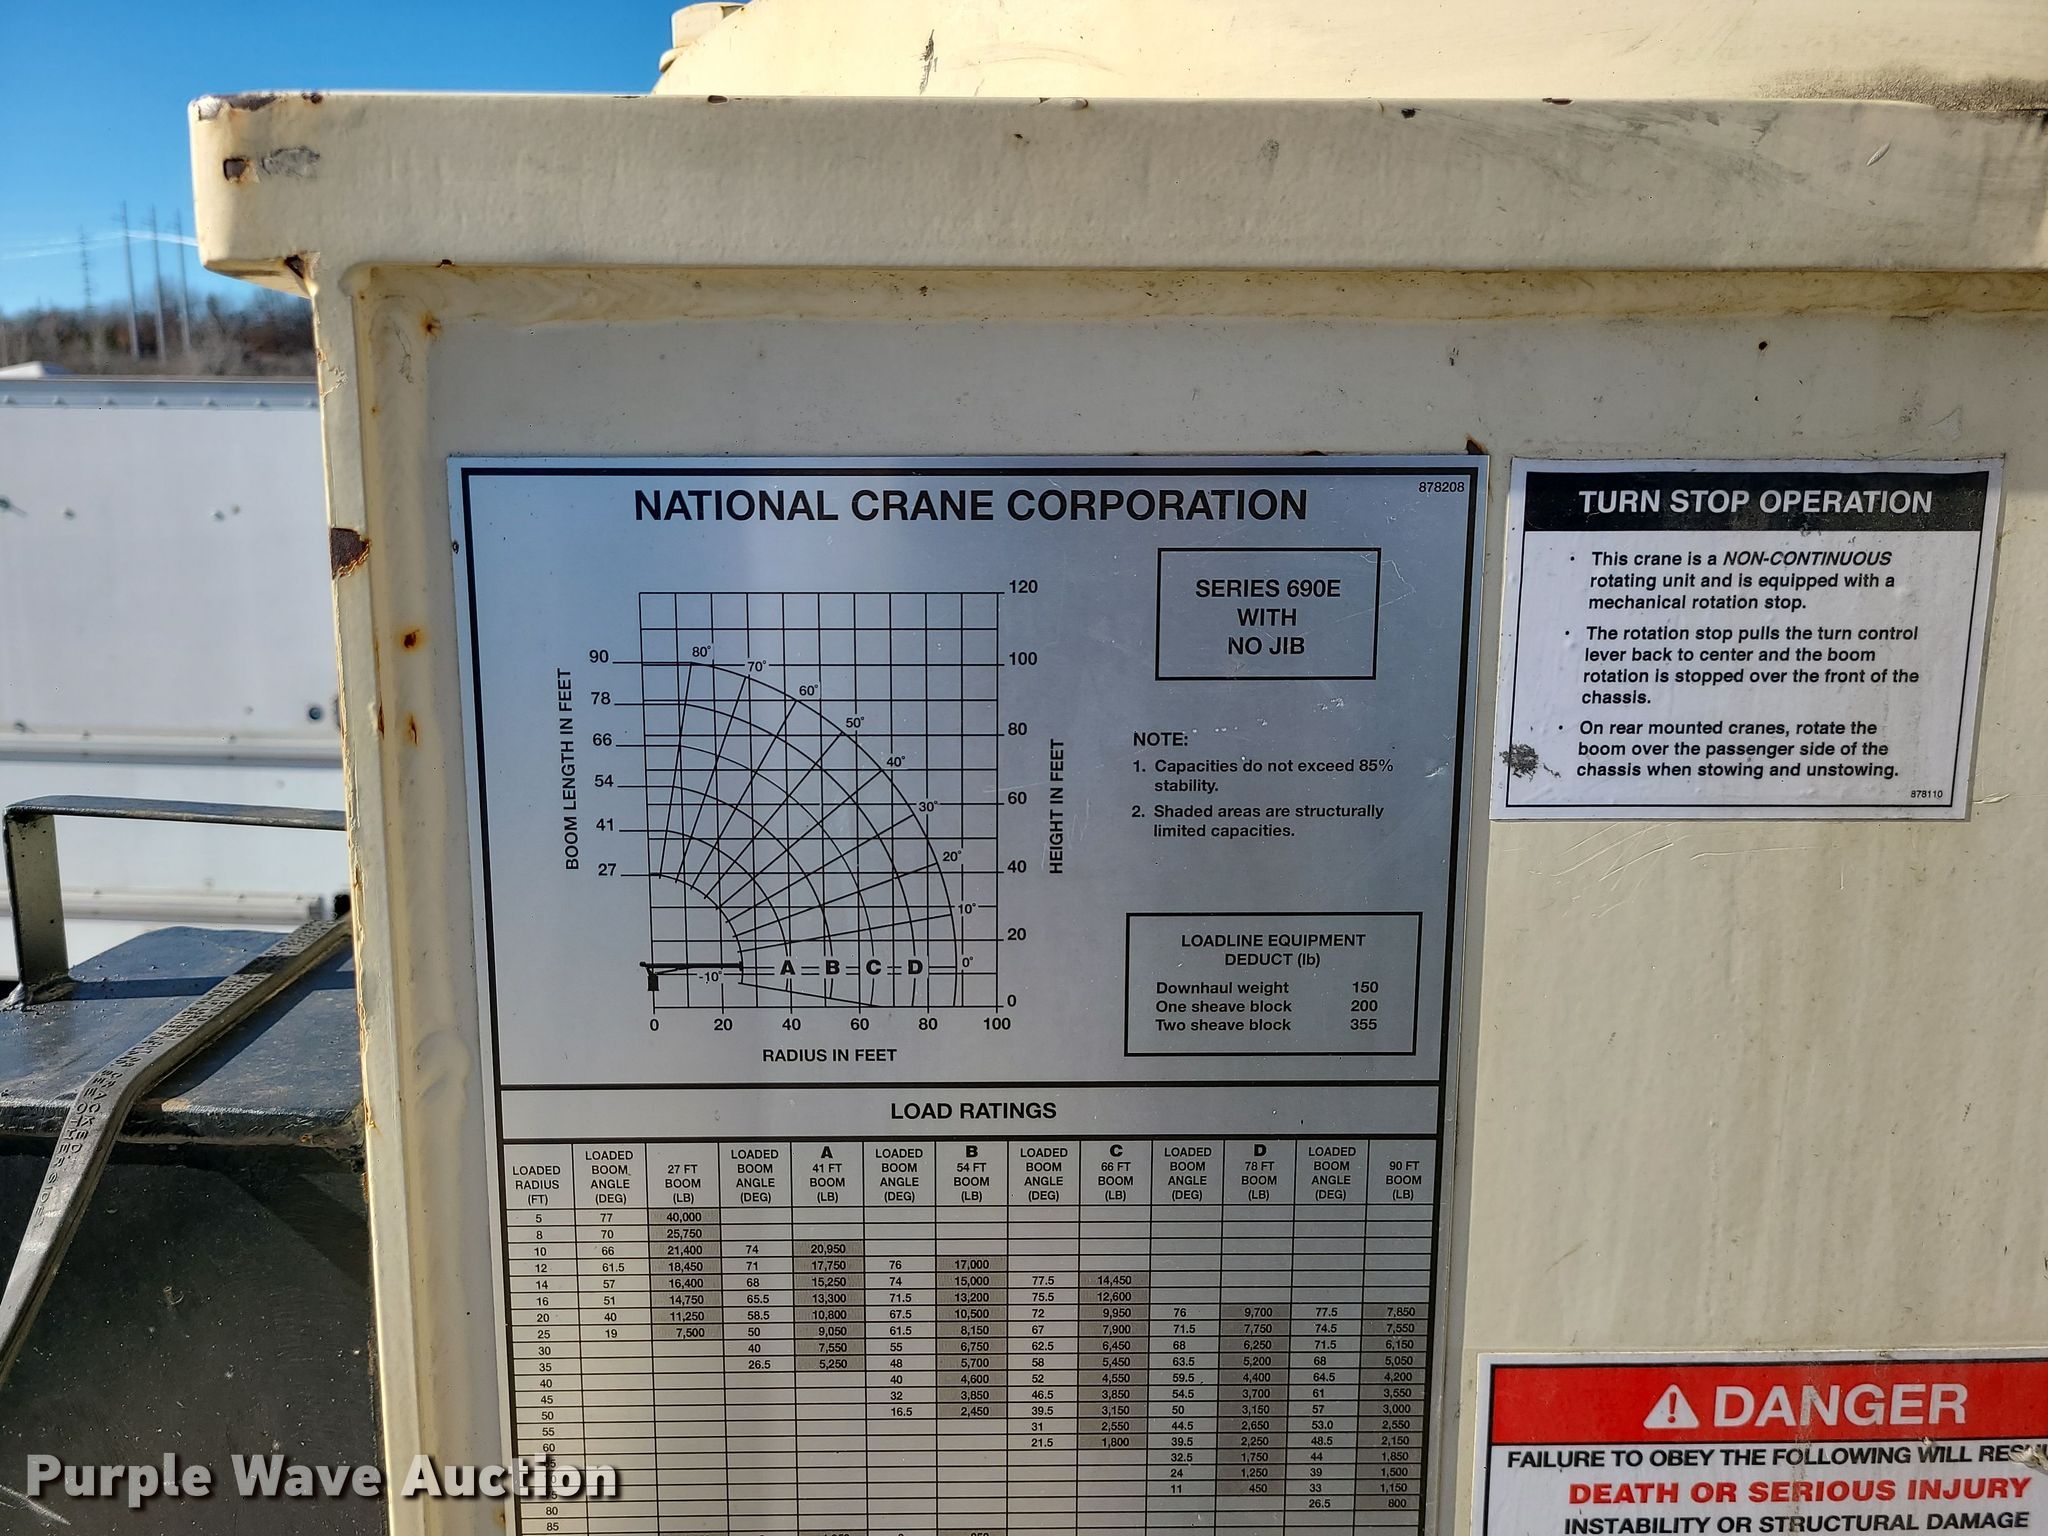 NATIONAL CRANE CORPORATION
878208
SERIES 690E
WITH
NO JIB
120
100
80
60
40
20
0
HEIGHT IN FEET
BOOM LENGTH IN FEET
90
78
66
54
41
27
80°
70°
60°
50°
40°
30°
20°
10°
0°
-10°
A B C D
0 20 40 60 80 100
RADIUS IN FEET
NOTE:
1. Capacities do not exceed 85%
stability.
2. Shaded areas are structurally
limited capacities.
LOADLINE EQUIPMENT
DEDUCT (lb)
Downhaul weight 150
One sheave block 200
Two sheave block 355
LOAD RATINGS
LOADED RADIUS (FT) LOADED BOOM ANGLE (DEG) 27 FT BOOM (LB) LOADED BOOM ANGLE (DEG) A 41 FT BOOM (LB) LOADED BOOM ANGLE (DEG) B 54 FT BOOM (LB) LOADED BOOM ANGLE (DEG) C 66 FT BOOM (LB) LOADED BOOM ANGLE (DEG) D 78 FT BOOM (LB) LOADED BOOM ANGLE (DEG) 90 FT BOOM (LB)
5 77 40,000
8 70 25,750
10 66 21,400 74 20,950
12 61.5 18,450 71 17,750 76 17,000
14 57 16,400 68 15,250 74 15,000 77.5 14,450
16 51 14,750 65.5 13,300 71.5 13,200 75.5 12,600
20 40 11,250 58.5 10,800 67.5 10,500 72 9,950 76 9,700 77.5 7,850
25 19 7,500 50 9,050 61.5 8,150 67 7,900 71.5 7,750 74.5 7,550
30 40 7,550 55 6,750 62.5 6,450 68 6,250 71.5 6,150
35 26.5 5,250 48 5,700 58 5,450 63.5 5,200 68 5,050
40 40 4,600 52 4,550 59.5 4,400 64.5 4,200
45 32 3,850 46.5 3,850 54.5 3,700 61 3,550
50 16.5 2,450 39.5 3,150 50 3,150 57 3,000
55 31 2,550 44.5 2,650 53.0 2,550
60 21.5 1,800 39.5 2,250 48.5 2,150
32.5 1,750 44 1,850
24 1,250 39 1,500
11 450 33 1,150
80 26.5 800
85
TURN STOP OPERATION
• This crane is a NON-CONTINUOUS
rotating unit and is equipped with a
mechanical rotation stop.
• The rotation stop pulls the turn control
lever back to center and the boom
rotation is stopped over the front of the
chassis.
• On rear mounted cranes, rotate the
boom over the passenger side of the
chassis when stowing and unstowing.
878110
DANGER
FAILURE TO OBEY THE FOLLOWING WILL
DEATH OR SERIOUS INJURY
INSTABILITY OR STRUCTURAL DAMAGE
Purple Wave Auction